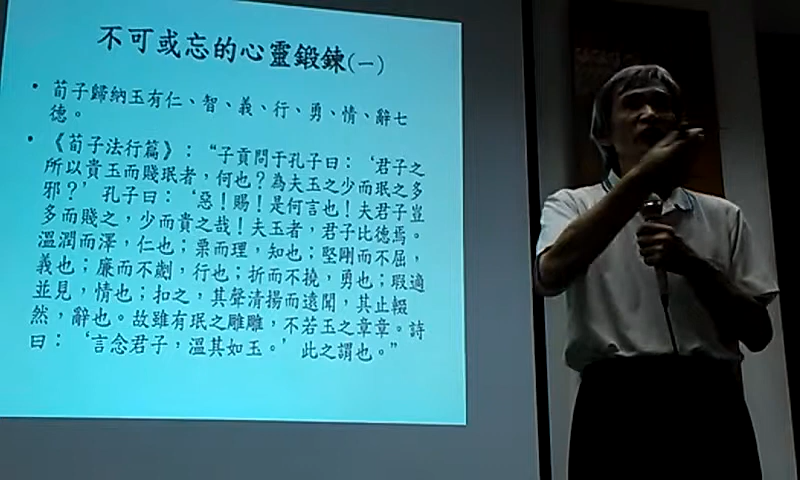 不可或忘的心靈鍛鍊(一)
• 荀子歸納玉有仁、智、義、行、勇、情、辭七
德。
• 《荀子法行篇》：“子貢問于孔子曰：‘君子之
所以貴玉而賤珉者，何也？為夫玉之少而珉之多
邪？’孔子曰：‘惡！賜！是何言也！夫君子豈
多而賤之，少而貴之哉！夫玉者，君子比德焉。
溫潤而澤，仁也；栗而理，知也；堅剛而不屈，
義也；廉而不劌，行也；折而不撓，勇也；瑕適
並見，情也；扣之，其聲清揚而遠聞，其止輟
然，辭也。故雖有珉之雕雕，不若玉之章章。詩
曰：‘言念君子，溫其如玉。’此之謂也。”